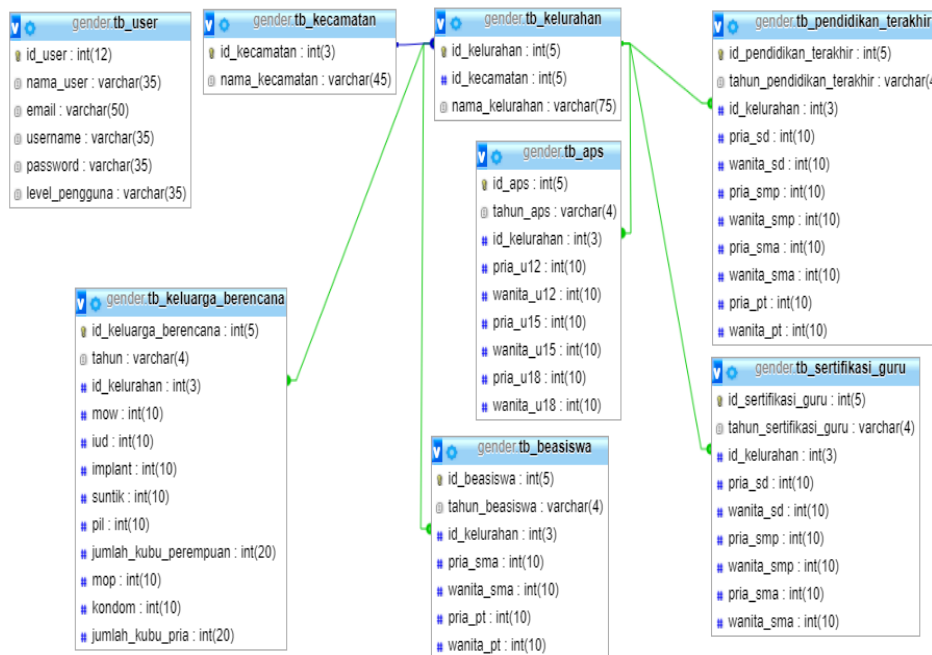 gender.tb_user
id_user : int(12)
nama_user : varchar(35)
email : varchar(50)
username : varchar(35)
password : varchar(35)
level_pengguna : varchar(35)
gender.tb_kecamatan
id_kecamatan : int(3)
nama_kecamatan : varchar(45)
gender.tb_kelurahan
id_kelurahan : int(5)
id_kecamatan : int(5)
nama_kelurahan : varchar(75)
gender.tb_pendidikan_terakhir
id_pendidikan_terakhir : int(5)
tahun_pendidikan_terakhir : varchar(4
id_kelurahan : int(3)
pria_sd : int(10)
wanita_sd : int(10)
pria_smp : int(10)
wanita_smp : int(10)
pria_sma : int(10)
wanita_sma : int(10)
pria_pt : int(10)
wanita_pt : int(10)
gender.tb_aps
id_aps : int(5)
tahun_aps : varchar(4)
id_kelurahan : int(3)
pria_u12 : int(10)
wanita_u12 : int(10)
pria_u15 : int(10)
wanita_u15 : int(10)
pria_u18 : int(10)
wanita_u18 : int(10)
gender.tb_keluarga_berencana
id_keluarga_berencana : int(5)
tahun : varchar(4)
id_kelurahan : int(3)
mow : int(10)
iud : int(10)
implant : int(10)
suntik : int(10)
pil : int(10)
jumlah_kubu_perempuan : int(20)
mop : int(10)
kondom : int(10)
jumlah_kubu_pria : int(20)
gender.tb_beasiswa
id_beasiswa : int(5)
tahun_beasiswa : varchar(4)
id_kelurahan : int(3)
pria_sma : int(10)
wanita_sma : int(10)
pria_pt : int(10)
wanita_pt : int(10)
gender.tb_sertifikasi_guru
id_sertifikasi_guru : int(5)
tahun_sertifikasi_guru : varchar(4)
id_kelurahan : int(3)
pria_sd : int(10)
wanita_sd : int(10)
pria_smp : int(10)
wanita_smp : int(10)
pria_sma : int(10)
wanita_sma : int(10)